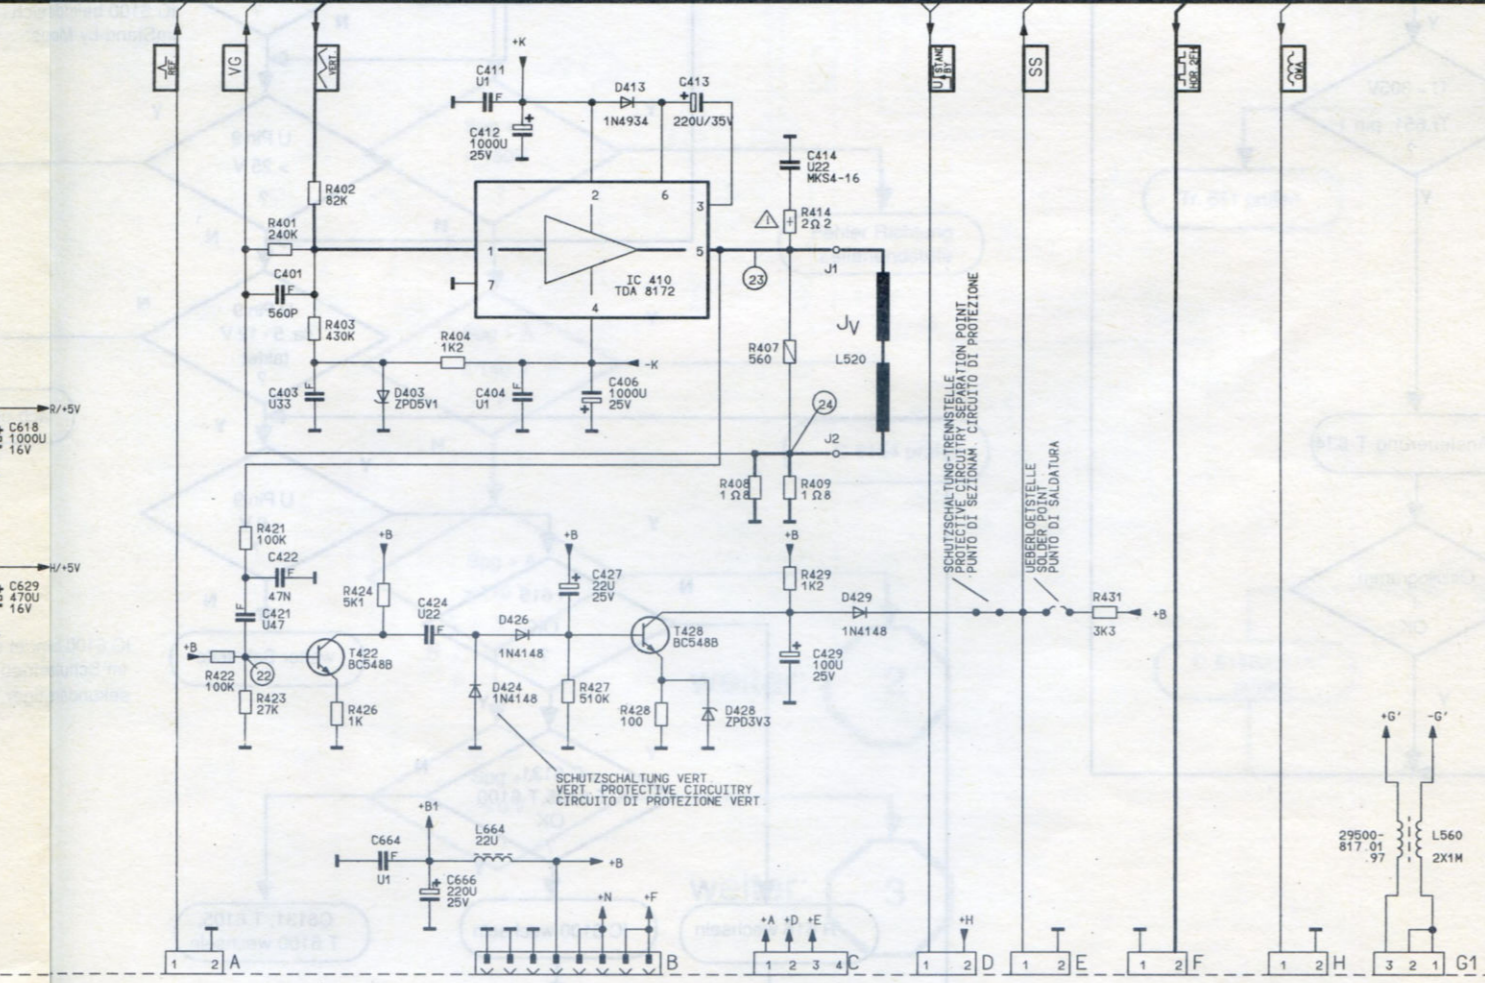 REF
VG
VERT
+K
C411
U1
F
C412
1000U
25V
D413
1N4934
C413
220U/35V
C414
U22
MKS4-16
R414
2Ω2
R402
82K
R401
240K
C401
F
560P
R403
430K
1
2
6
3
5
7
4
IC 410
TDA 8172
23
J1
JV
L520
R404
1K2
-K
R407
560
C403
U33
F
D403
ZPD5V1
C404
U1
F
C406
1000U
25V
24
J2
R408
1Ω8
R409
1Ω8
R/+5V
C618
1000U
16V
H/+5V
C629
470U
16V
R421
100K
C422
F
47N
C421
U47
F
+B
R422
100K
22
R423
27K
T422
BC548B
R426
1K
+B
R424
5K1
C424
U22
F
D426
1N4148
D424
1N4148
+B
C427
22U
25V
R427
510K
T428
BC548B
R428
100
D428
ZPD3V3
+B
R429
1K2
D429
1N4148
C429
100U
25V
SCHUTZSCHALTUNG-TRENNSTELLE
PROTECTIVE CIRCUITRY SEPARATION POINT
PUNTO DI SEZIONAM. CIRCUITO DI PROTEZIONE
UEBERLOETSTELLE
SOLDER POINT
PUNTO DI SALDATURA
R431
3K3
+B
SCHUTZSCHALTUNG VERT.
VERT. PROTECTIVE CIRCUITRY
CIRCUITO DI PROTEZIONE VERT.
+B1
C664
F
U1
L664
22U
+B
C666
220U
25V
+N
+F
+A +D +E
+H
U STAND BY
SS
HOR 2FH
OWA
+G' -G'
29500-
817.01
.97
L560
2X1M
1 2 A
B
1 2 3 4 C
1 2 D
1 2 E
1 2 F
1 2 H
3 2 1 G1